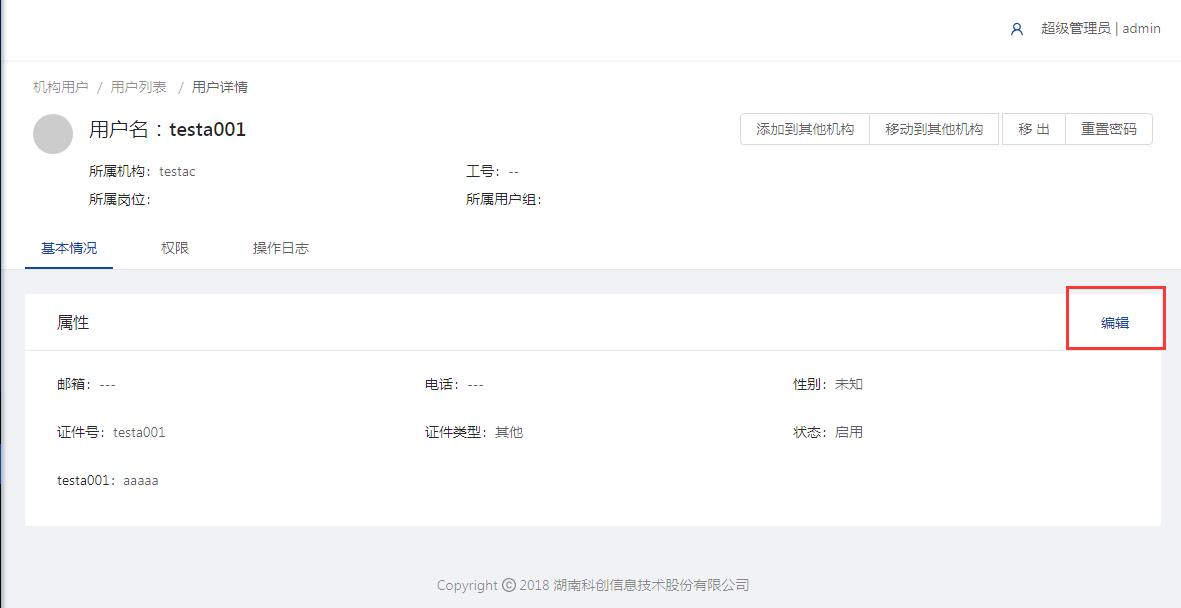 超级管理员 | admin
机构用户 / 用户列表 / 用户详情
用户名：testa001
添加到其他机构 移动到其他机构 移 出 重置密码
所属机构：testac 工号：--
所属岗位： 所属用户组：
基本情况 权限 操作日志
属性 编辑
邮箱：--- 电话：--- 性别：未知
证件号：testa001 证件类型：其他 状态：启用
testa001：aaaaa
Copyright © 2018 湖南科创信息技术股份有限公司